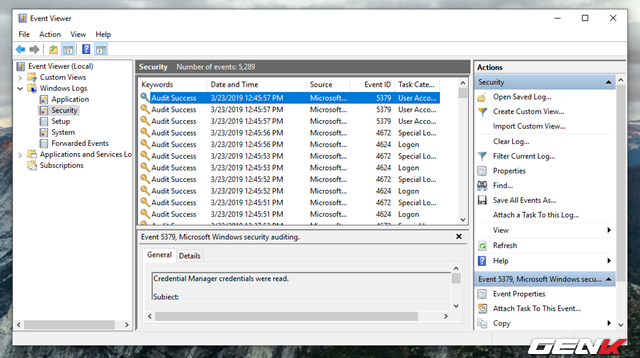 Event Viewer
File Action View Help
Event Viewer (Local)
Custom Views
Windows Logs
Application
Security
Setup
System
Forwarded Events
Applications and Services Lo
Subscriptions
Security Number of events: 5,289
Keywords Date and Time Source Event ID Task Cate...
Audit Success 3/23/2019 12:45:57 PM Microsoft... 5379 User Acco...
Audit Success 3/23/2019 12:45:57 PM Microsoft... 5379 User Acco...
Audit Success 3/23/2019 12:45:57 PM Microsoft... 5379 User Acco...
Audit Success 3/23/2019 12:45:56 PM Microsoft... 4672 Special Lo...
Audit Success 3/23/2019 12:45:56 PM Microsoft... 4624 Logon
Audit Success 3/23/2019 12:45:53 PM Microsoft... 4672 Special Lo...
Audit Success 3/23/2019 12:45:53 PM Microsoft... 4624 Logon
Audit Success 3/23/2019 12:45:52 PM Microsoft... 4672 Special Lo...
Audit Success 3/23/2019 12:45:52 PM Microsoft... 4624 Logon
Audit Success 3/23/2019 12:45:51 PM Microsoft... 4672 Special Lo...
Audit Success 3/23/2019 12:45:51 PM Microsoft... 4624 Logon
Event 5379, Microsoft Windows security auditing.
General Details
Credential Manager credentials were read.
Subject:
Actions
Security
Open Saved Log...
Create Custom View...
Import Custom View...
Clear Log...
Filter Current Log...
Properties
Find...
Save All Events As...
Attach a Task To this Log...
View
Refresh
Help
Event 5379, Microsoft Windows secu...
Event Properties
Attach Task To This Event...
Copy
GENK